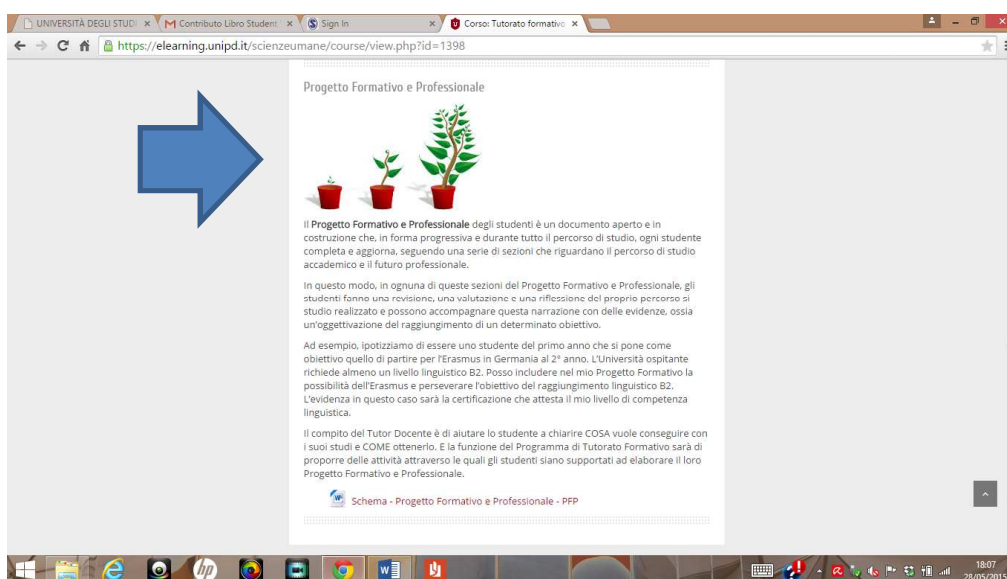 UNIVERSITÀ DEGLI STUDI
Contributo Libro Student
Sign In
Corso: Tutorato formativo
https://elearning.unipd.it/scienzeumane/course/view.php?id=1398
Progetto Formativo e Professionale
Il Progetto Formativo e Professionale degli studenti è un documento aperto e in
costruzione che, in forma progressiva e durante tutto il percorso di studio, ogni studente
completa e aggiorna, seguendo una serie di sezioni che riguardano il percorso di studio
accademico e il futuro professionale.
In questo modo, in ognuna di queste sezioni del Progetto Formativo e Professionale, gli
studenti fanno una revisione, una valutazione e una riflessione del proprio percorso si
studio realizzato e possono accompagnare questa narrazione con delle evidenze, ossia
un'oggettivazione del raggiungimento di un determinato obiettivo.
Ad esempio, ipotizziamo di essere uno studente del primo anno che si pone come
obiettivo quello di partire per l'Erasmus in Germania al 2° anno. L'Università ospitante
richiede almeno un livello linguistico B2. Posso includere nel mio Progetto Formativo la
possibilità dell'Erasmus e perseverare l'obiettivo del raggiungimento linguistico B2.
L'evidenza in questo caso sarà la certificazione che attesta il mio livello di competenza
linguistica.
Il compito del Tutor Docente è di aiutare lo studente a chiarire COSA vuole conseguire con
i suoi studi e COME ottenerlo. E la funzione del Programma di Tutorato Formativo sarà di
proporre delle attività attraverso le quali gli studenti siano supportati ad elaborare il loro
Progetto Formativo e Professionale.
Schema - Progetto Formativo e Professionale - PFP
hp
18:07
28/05/2015